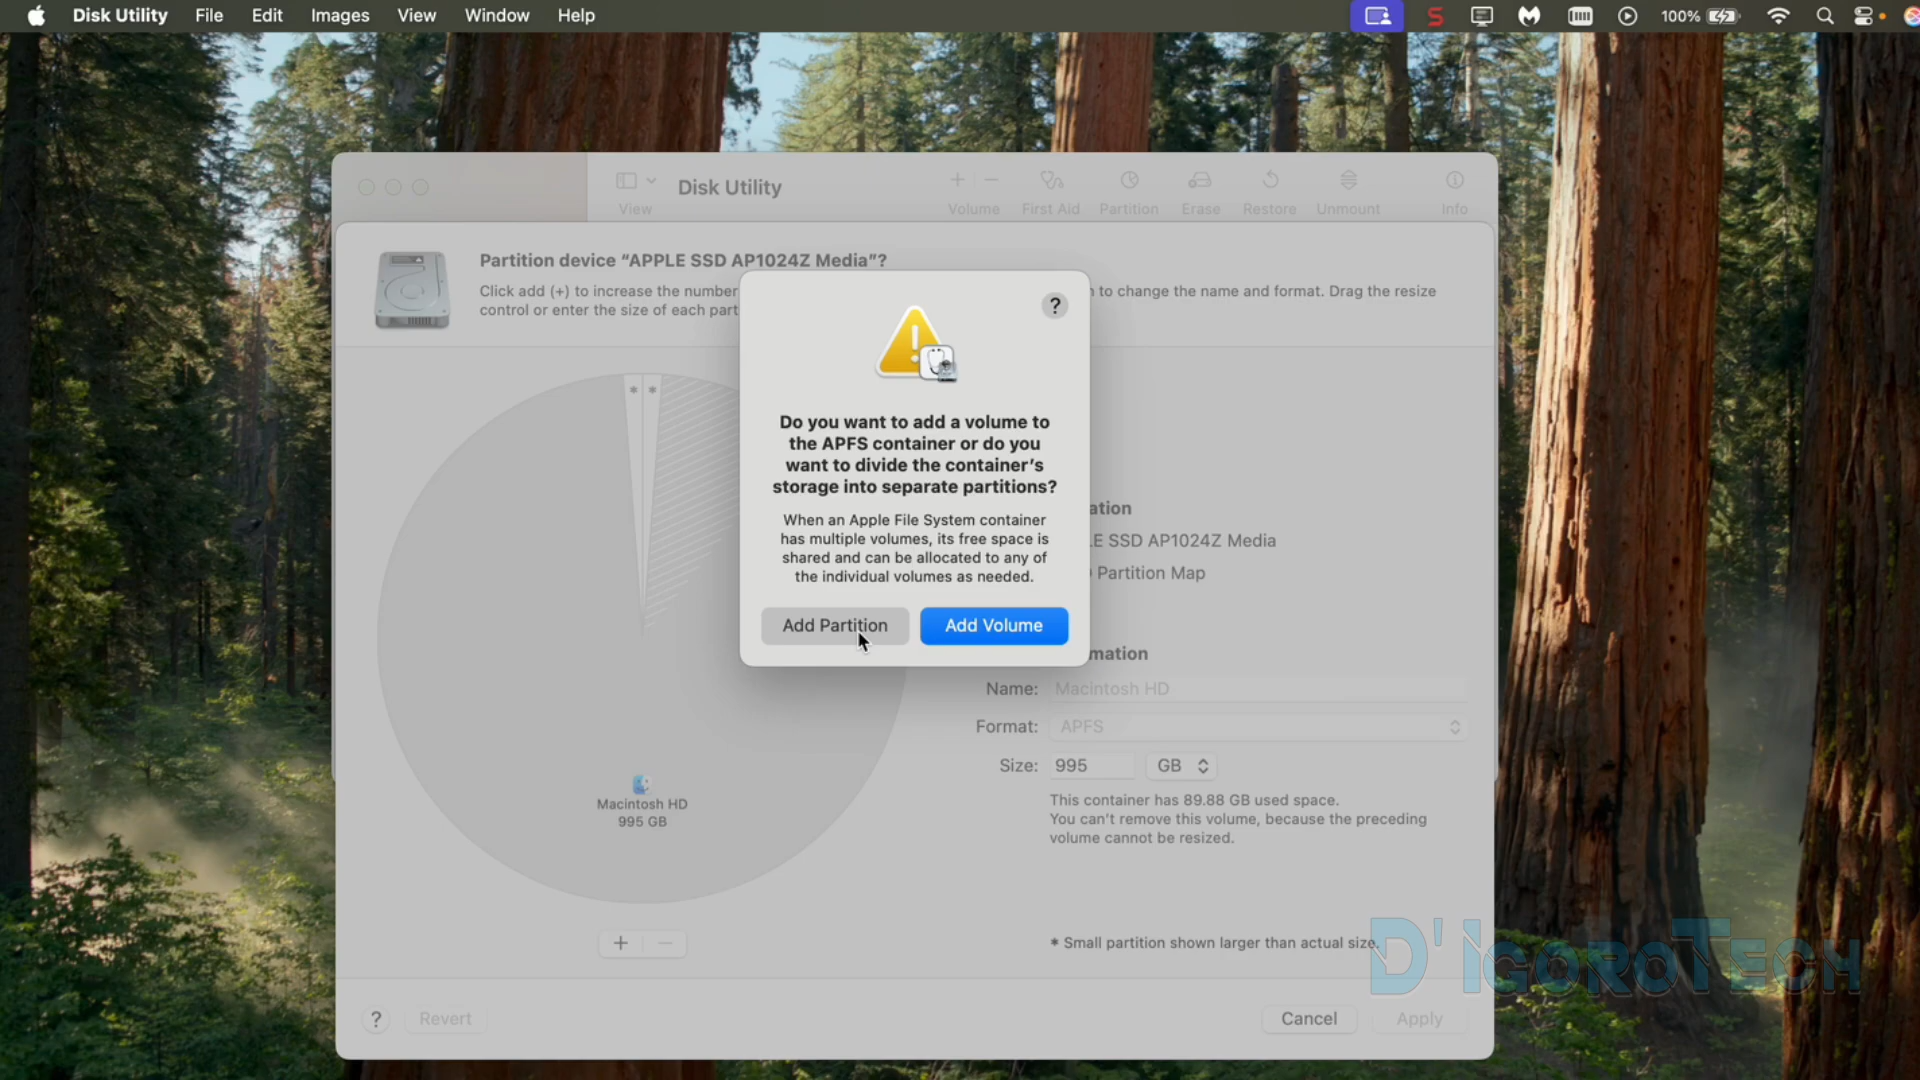 Disk Utility File Edit Images View Window Help
100%
Disk Utility
View
Volume First Aid Partition Erase Restore Unmount Info
Partition device “APPLE SSD AP1024Z Media”?
Click add (+) to increase the number
n to change the name and format. Drag the resize
control or enter the size of each part
?
Do you want to add a volume to
the APFS container or do you
want to divide the container’s
storage into separate partitions?
When an Apple File System container
has multiple volumes, its free space is
shared and can be allocated to any of
the individual volumes as needed.
Add Partition
Add Volume
* *
Macintosh HD
995 GB
ation
E SSD AP1024Z Media
Partition Map
mation
Name: Macintosh HD
Format: APFS
Size: 995 GB
This container has 89.88 GB used space.
You can’t remove this volume, because the preceding
volume cannot be resized.
+ −
* Small partition shown larger than actual size.
D'IGOROTECH
? Revert
Cancel Apply